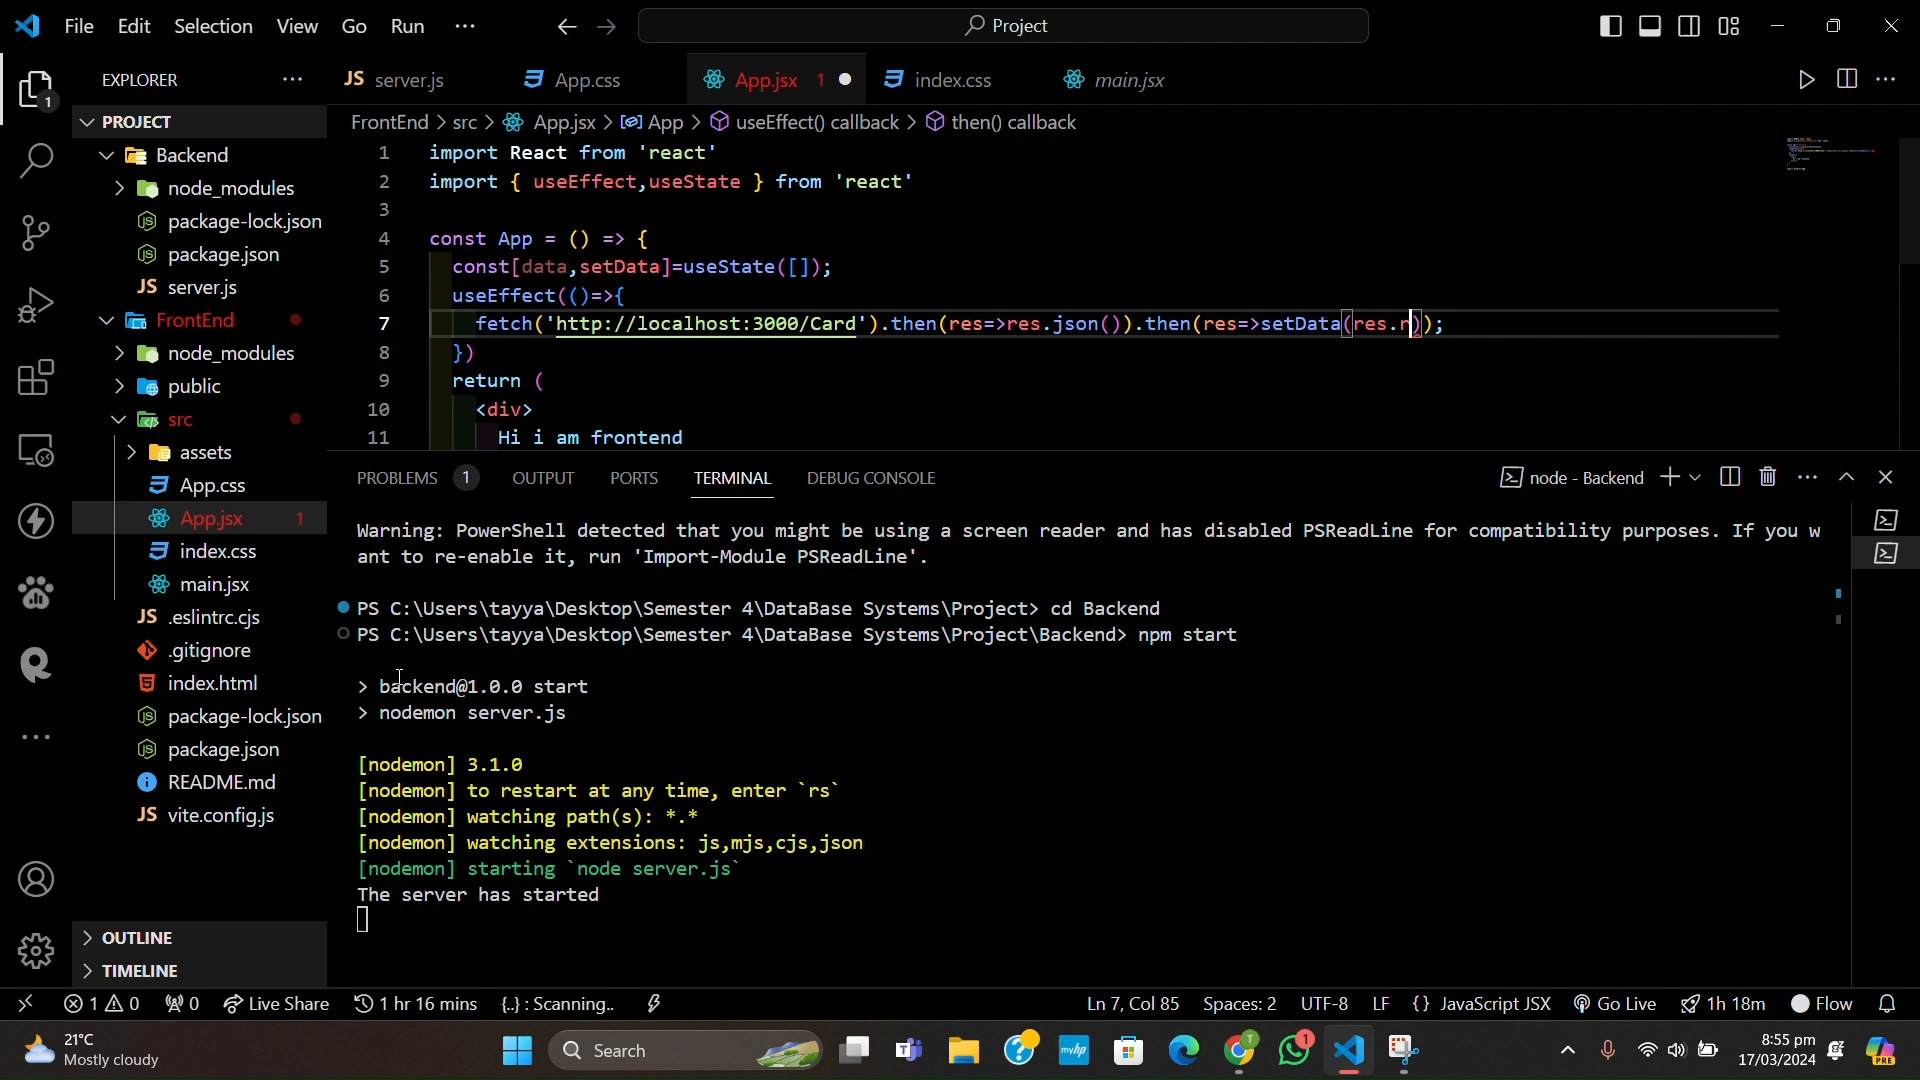 File Edit Selection View Go Run ··· Project
EXPLORER ···
PROJECT
Backend
node_modules
package-lock.json
package.json
JS server.js
FrontEnd
node_modules
public
src
assets
App.css
App.jsx 1
index.css
main.jsx
JS .eslintrc.cjs
.gitignore
index.html
package-lock.json
package.json
README.md
JS vite.config.js
OUTLINE
TIMELINE
1
JS server.js App.css App.jsx 1 index.css main.jsx
FrontEnd > src > App.jsx > App > useEffect() callback > then() callback
1 import React from 'react'
2 import { useEffect,useState } from 'react'
3
4 const App = () => {
5 const[data,setData]=useState([]);
6 useEffect(()=>{
7 fetch('http://localhost:3000/Card').then(res=>res.json()).then(res=>setData(res.r));
8 })
9 return (
10 <div>
11 Hi i am frontend
PROBLEMS 1 OUTPUT PORTS TERMINAL DEBUG CONSOLE node - Backend
Warning: PowerShell detected that you might be using a screen reader and has disabled PSReadLine for compatibility purposes. If you w
ant to re-enable it, run 'Import-Module PSReadLine'.
PS C:\Users\tayya\Desktop\Semester 4\DataBase Systems\Project> cd Backend
PS C:\Users\tayya\Desktop\Semester 4\DataBase Systems\Project\Backend> npm start
> backend@1.0.0 start
> nodemon server.js
[nodemon] 3.1.0
[nodemon] to restart at any time, enter `rs`
[nodemon] watching path(s): *.*
[nodemon] watching extensions: js,mjs,cjs,json
[nodemon] starting `node server.js`
The server has started
1 0 0 Live Share 1 hr 16 mins {..} : Scanning.. Ln 7, Col 85 Spaces: 2 UTF-8 LF {} JavaScript JSX Go Live 1h 18m Flow
21°C
Mostly cloudy
Search
myhp
T
1
8:55 pm
17/03/2024
PRE